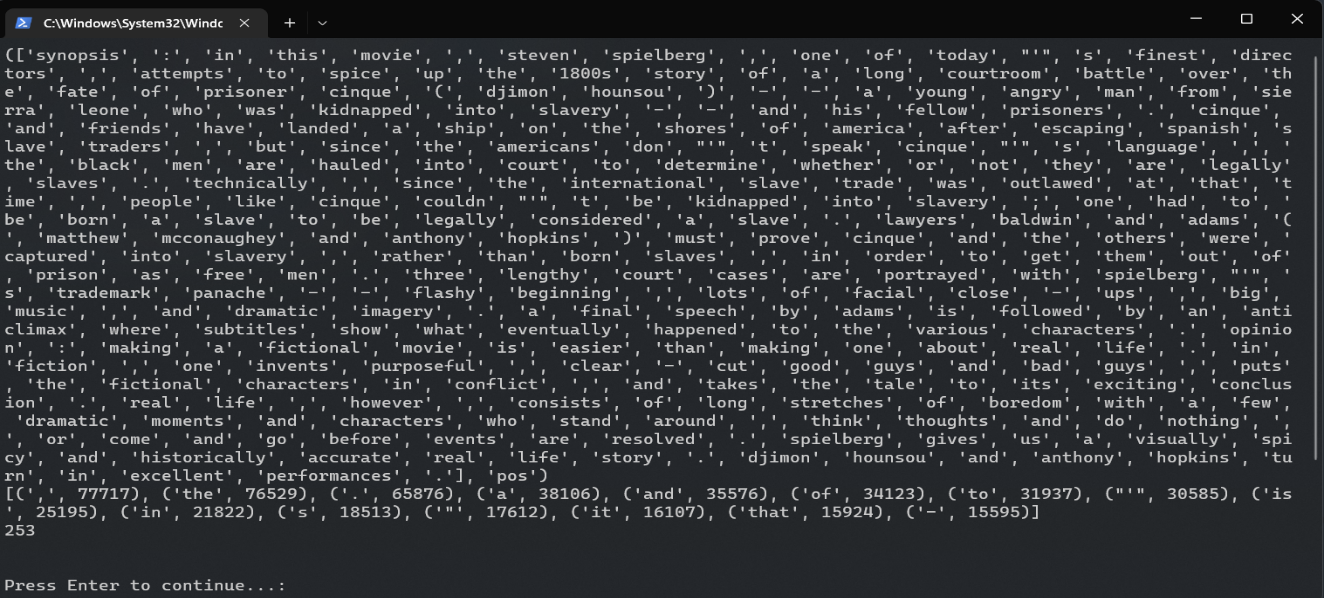 C:\Windows\System32\Windc
(['synopsis', ':', 'in', 'this', 'movie', ',', 'steven', 'spielberg', ',', 'one', 'of', 'today', "'", 's', 'finest', 'direc
tors', ',', 'attempts', 'to', 'spice', 'up', 'the', '1800s', 'story', 'of', 'a', 'long', 'courtroom', 'battle', 'over', 'th
e', 'fate', 'of', 'prisoner', 'cinque', '(', 'djimon', 'hounsou', ')', '-', '-', 'a', 'young', 'angry', 'man', 'from', 'sie
rra', 'leone', 'who', 'was', 'kidnapped', 'into', 'slavery', '-', '-', 'and', 'his', 'fellow', 'prisoners', '.', 'cinque',
'and', 'friends', 'have', 'landed', 'a', 'ship', 'on', 'the', 'shores', 'of', 'america', 'after', 'escaping', 'spanish', 's
lave', 'traders', ',', 'but', 'since', 'the', 'americans', 'don', "'", 't', 'speak', 'cinque', "'", 's', 'language', ',', '
the', 'black', 'men', 'are', 'hauled', 'into', 'court', 'to', 'determine', 'whether', 'or', 'not', 'they', 'are', 'legally'
, 'slaves', '.', 'technically', ',', 'since', 'the', 'international', 'slave', 'trade', 'was', 'outlawed', 'at', 'that', 't
ime', ',', 'people', 'like', 'cinque', 'couldn', "'", 't', 'be', 'kidnapped', 'into', 'slavery', ';', 'one', 'had', 'to', '
be', 'born', 'a', 'slave', 'to', 'be', 'legally', 'considered', 'a', 'slave', '.', 'lawyers', 'baldwin', 'and', 'adams', '(
', 'matthew', 'mcconaughey', 'and', 'anthony', 'hopkins', ')', 'must', 'prove', 'cinque', 'and', 'the', 'others', 'were', '
captured', 'into', 'slavery', ',', 'rather', 'than', 'born', 'slaves', ',', 'in', 'order', 'to', 'get', 'them', 'out', 'of'
, 'prison', 'as', 'free', 'men', '.', 'three', 'lengthy', 'court', 'cases', 'are', 'portrayed', 'with', 'spielberg', "'", '
s', 'trademark', 'panache', '-', '-', 'flashy', 'beginning', ',', 'lots', 'of', 'facial', 'close', '-', 'ups', ',', 'big',
'music', ',', 'and', 'dramatic', 'imagery', '.', 'a', 'final', 'speech', 'by', 'adams', 'is', 'followed', 'by', 'an', 'anti
climax', 'where', 'subtitles', 'show', 'what', 'eventually', 'happened', 'to', 'the', 'various', 'characters', '.', 'opinio
n', ':', 'making', 'a', 'fictional', 'movie', 'is', 'easier', 'than', 'making', 'one', 'about', 'real', 'life', '.', 'in',
'fiction', ',', 'one', 'invents', 'purposeful', ',', 'clear', '-', 'cut', 'good', 'guys', 'and', 'bad', 'guys', ',', 'puts'
, 'the', 'fictional', 'characters', 'in', 'conflict', ',', 'and', 'takes', 'the', 'tale', 'to', 'its', 'exciting', 'conclus
ion', '.', 'real', 'life', ',', 'however', ',', 'consists', 'of', 'long', 'stretches', 'of', 'boredom', 'with', 'a', 'few',
 'dramatic', 'moments', 'and', 'characters', 'who', 'stand', 'around', ',', 'think', 'thoughts', 'and', 'do', 'nothing', ',
', 'or', 'come', 'and', 'go', 'before', 'events', 'are', 'resolved', '.', 'spielberg', 'gives', 'us', 'a', 'visually', 'spi
cy', 'and', 'historically', 'accurate', 'real', 'life', 'story', '.', 'djimon', 'hounsou', 'and', 'anthony', 'hopkins', 'tu
rn', 'in', 'excellent', 'performances', '.'], 'pos')
[(',', 77717), ('the', 76529), ('.', 65876), ('a', 38106), ('and', 35576), ('of', 34123), ('to', 31937), ("'", 30585), ('is
', 25195), ('in', 21822), ('s', 18513), ('"', 17612), ('it', 16107), ('that', 15924), ('-', 15595)]
253
Press Enter to continue...: